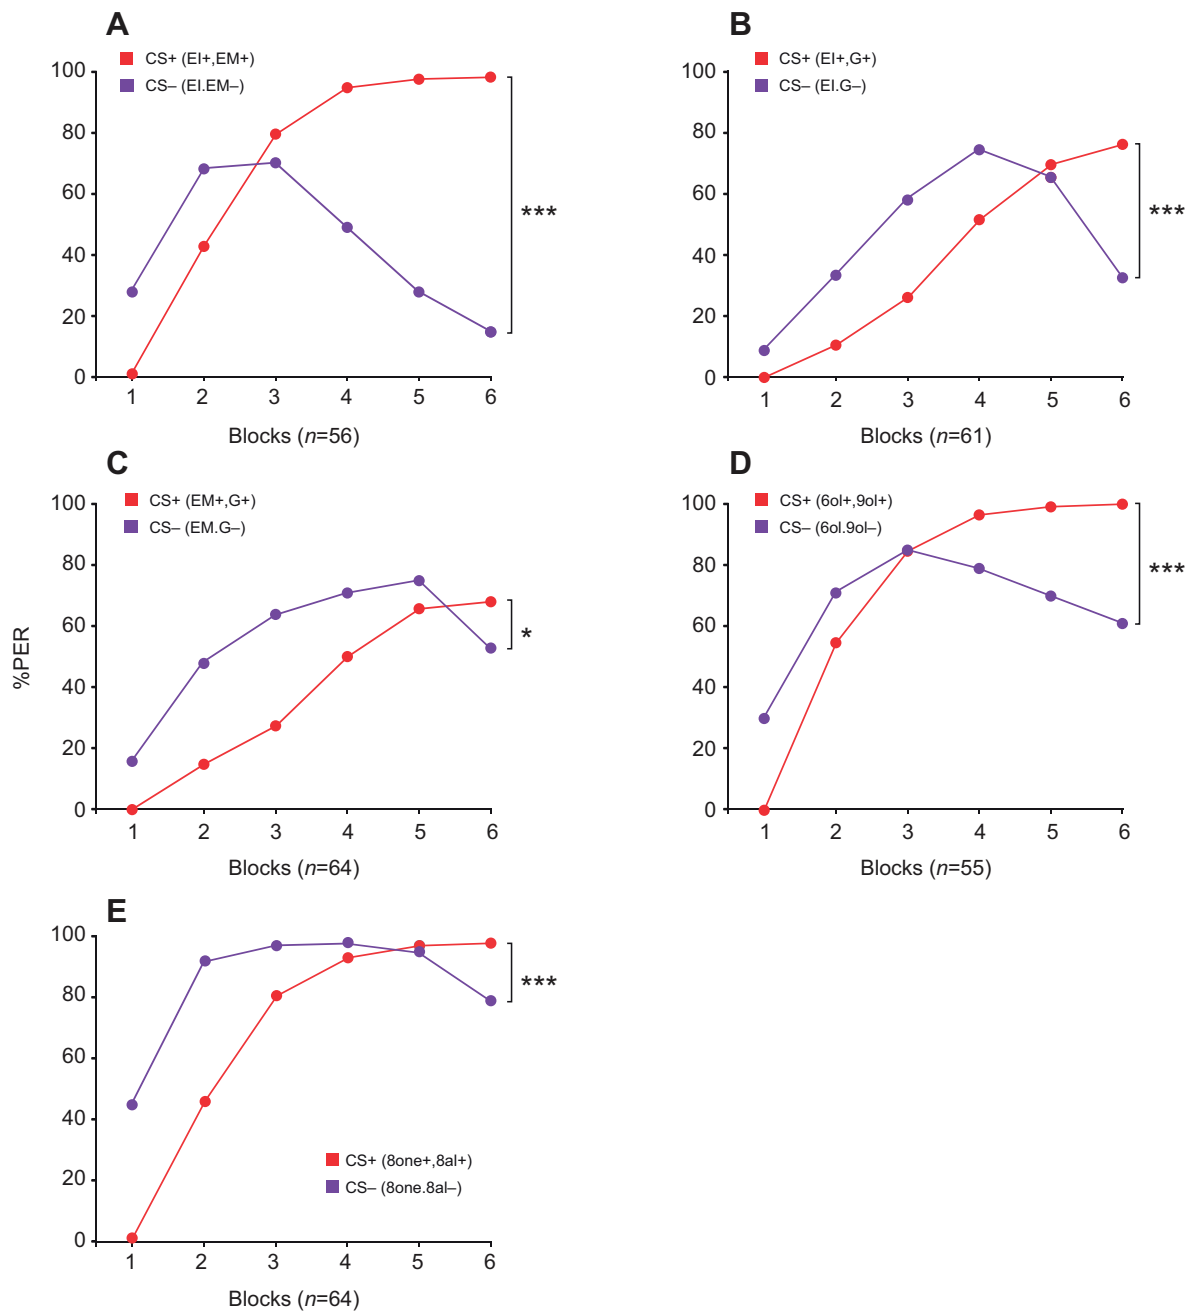 A
CS+ (EI+,EM+)
CS– (EI.EM–)
100
80
60
40
20
0
1 2 3 4 5 6
Blocks (n=56)
***
B
CS+ (EI+,G+)
CS– (EI.G–)
100
80
60
40
20
0
1 2 3 4 5 6
Blocks (n=61)
***
C
CS+ (EM+,G+)
CS– (EM.G–)
%PER
100
80
60
40
20
0
1 2 3 4 5 6
Blocks (n=64)
*
D
CS+ (6ol+,9ol+)
CS– (6ol.9ol–)
100
80
60
40
20
0
1 2 3 4 5 6
Blocks (n=55)
***
E
100
80
60
40
20
0
CS+ (8one+,8al+)
CS– (8one.8al–)
1 2 3 4 5 6
Blocks (n=64)
***